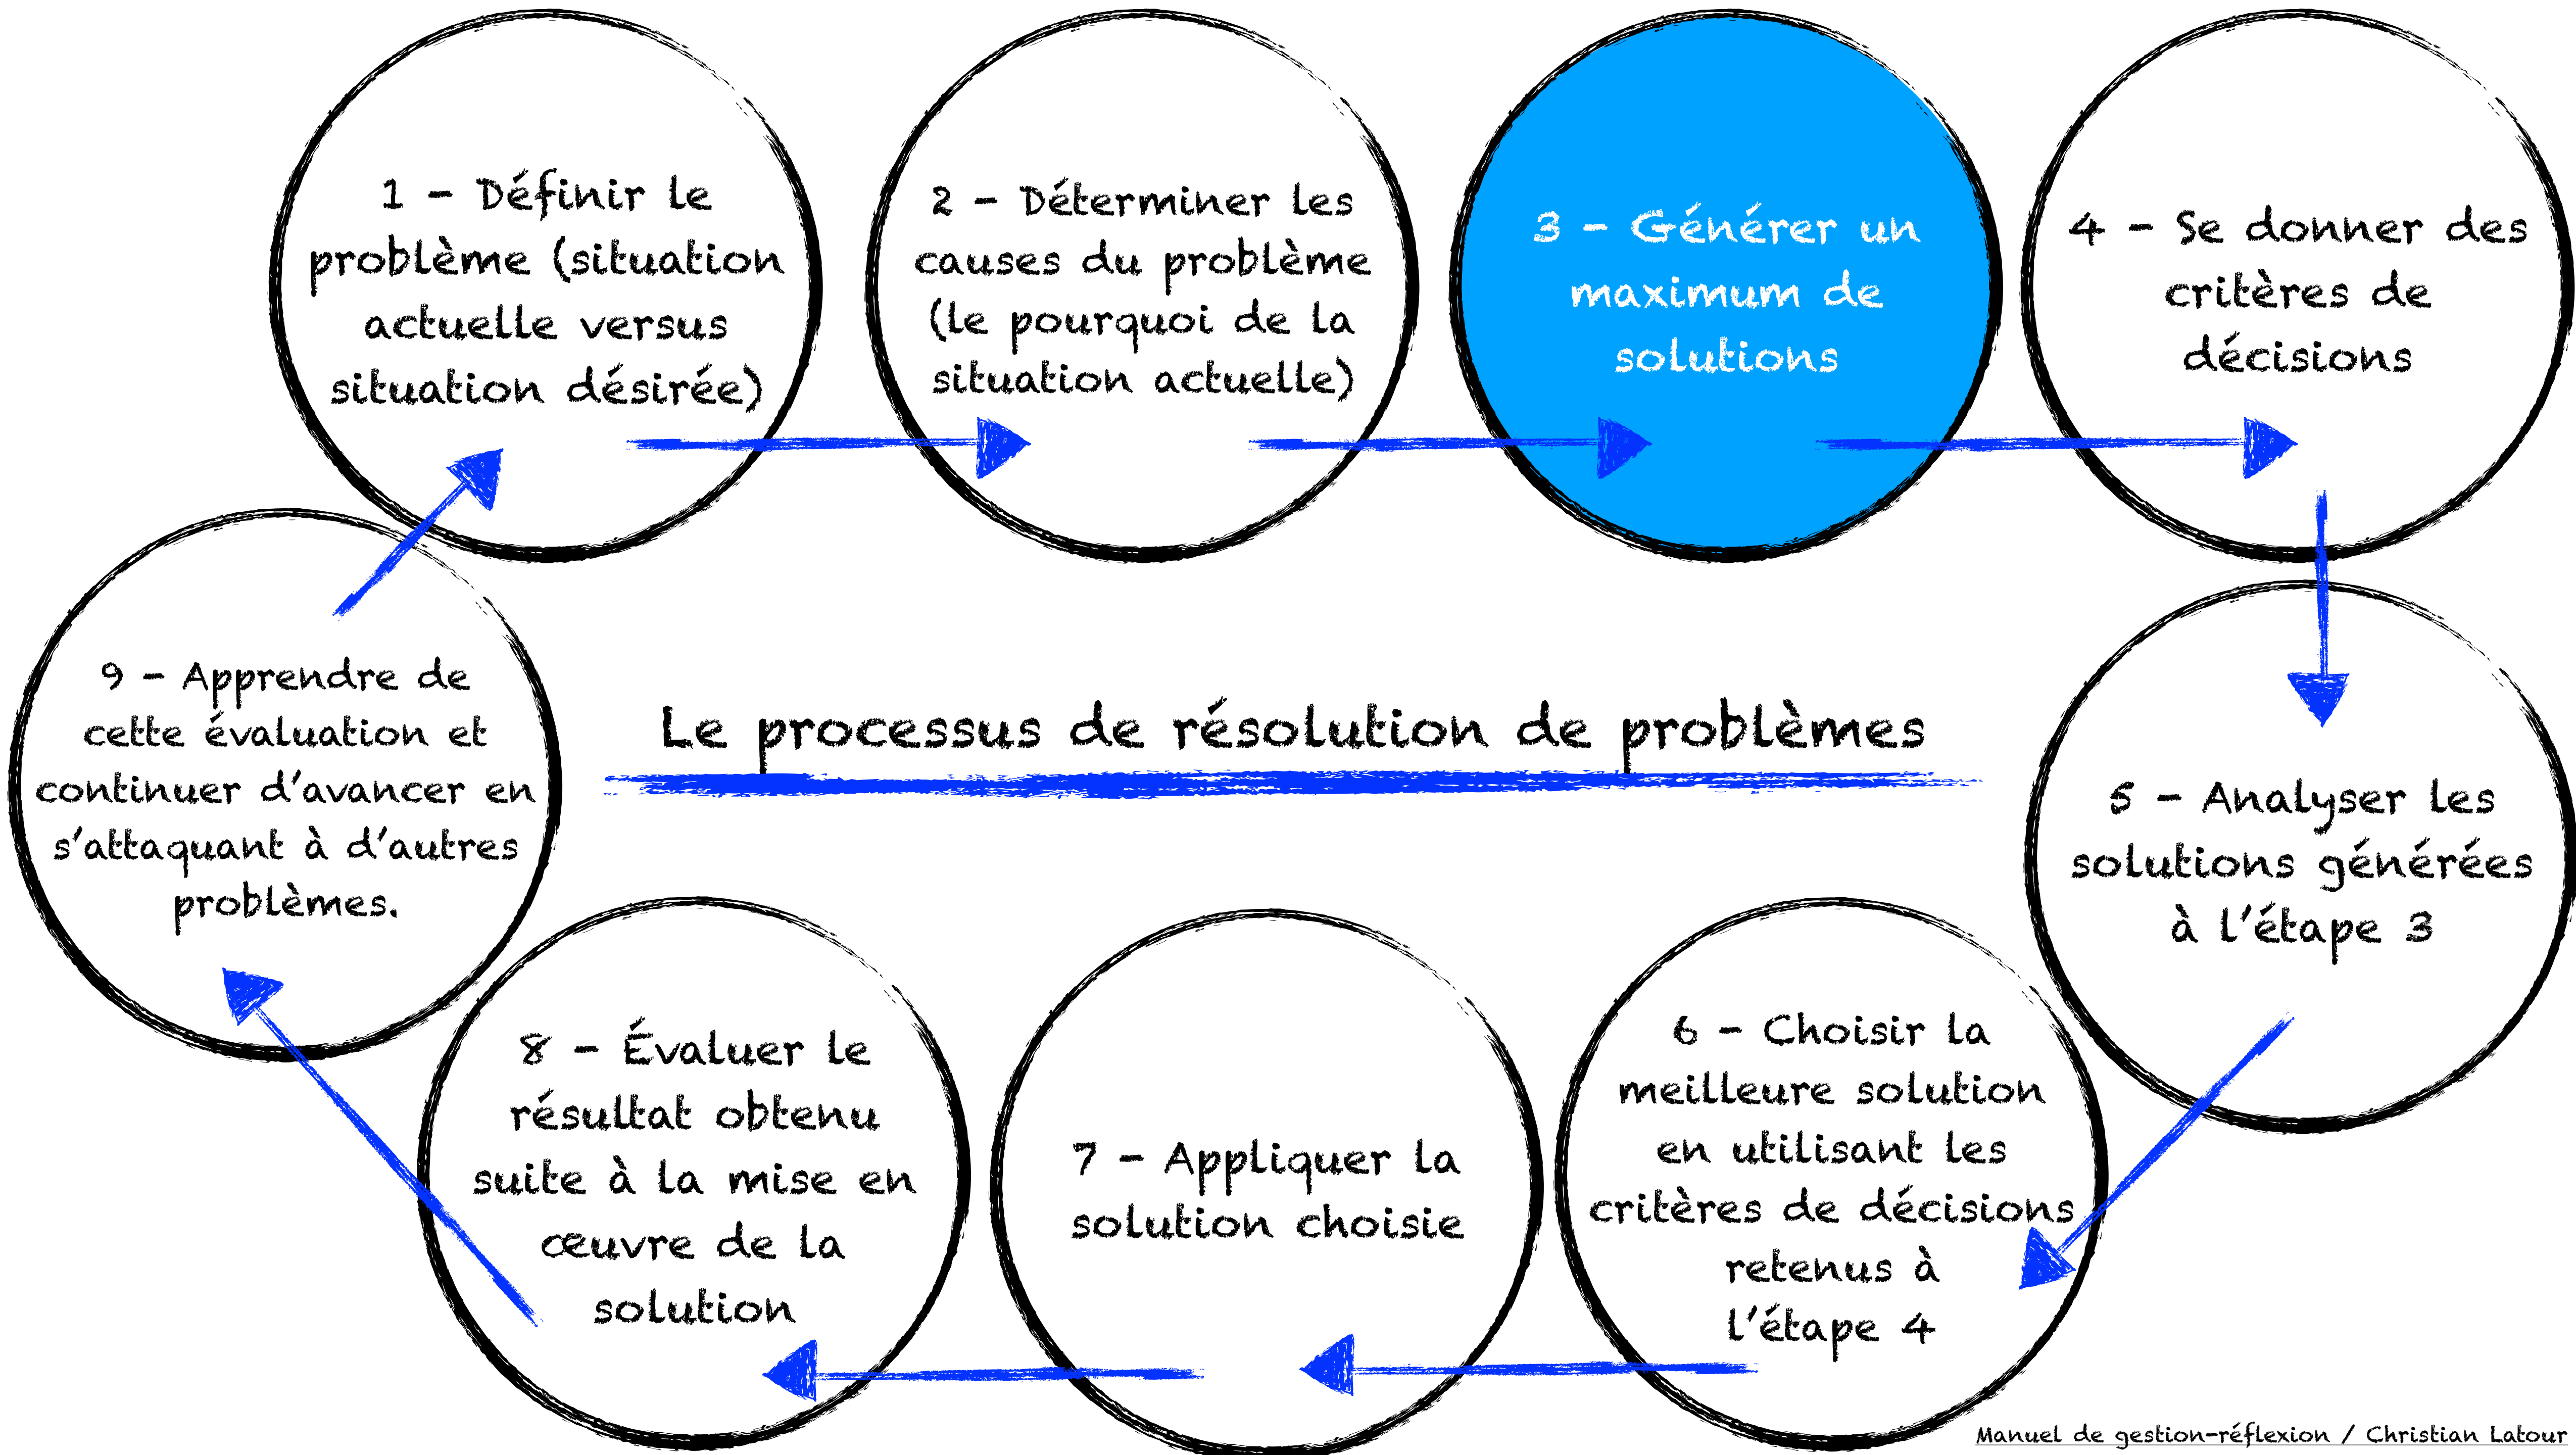 1 - Définir le
problème (situation
actuelle versus
situation désirée)
2 - Déterminer les
causes du problème
(le pourquoi de la
situation actuelle)
3 - Générer un
maximum de
solutions
4 - Se donner des
critères de
décisions
Le processus de résolution de problèmes
5 - Analyser les
solutions générées
à l'étape 3
6 - Choisir la
meilleure solution
en utilisant les
critères de décisions
retenus à
l'étape 4
7 - Appliquer la
solution choisie
8 - Évaluer le
résultat obtenu
suite à la mise en
œuvre de la
solution
9 - Apprendre de
cette évaluation et
continuer d'avancer en
s'attaquant à d'autres
problèmes.
Manuel de gestion-réflexion / Christian Latour